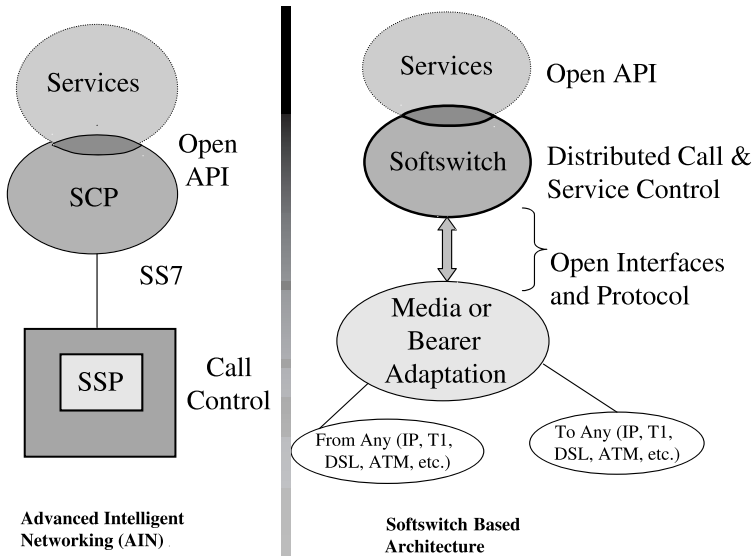 Services
Open
API
SCP
SS7
SSP
Call
Control
Advanced Intelligent
Networking (AIN)
Services
Open API
Softswitch
Distributed Call &
Service Control
Open Interfaces
and Protocol
Media or
Bearer
Adaptation
From Any (IP, T1,
DSL, ATM, etc.)
To Any (IP, T1,
DSL, ATM, etc.)
Softswitch Based
Architecture